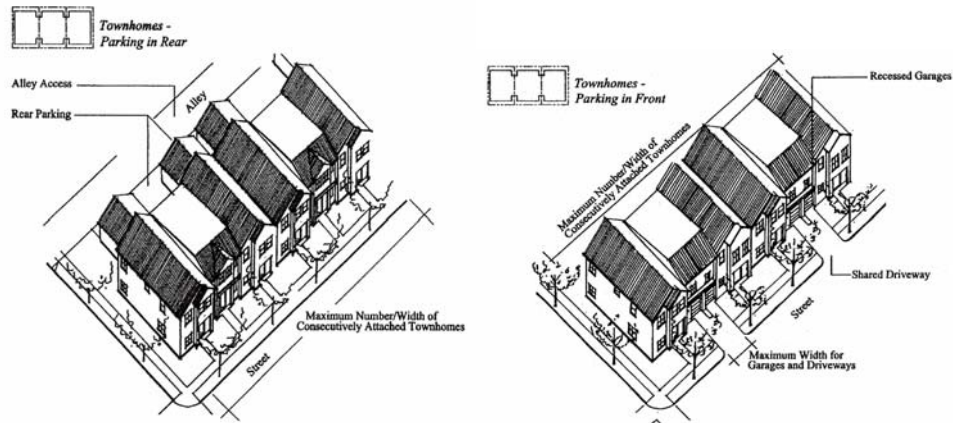 Townhomes -
Parking in Rear
Alley Access
Rear Parking
Alley
Maximum Number/Width of
Consecutively Attached Townhomes
Street
Townhomes -
Parking in Front
Recessed Garages
Maximum Number/Width of
Consecutively Attached Townhomes
Shared Driveway
Street
Maximum Width for
Garages and Driveways